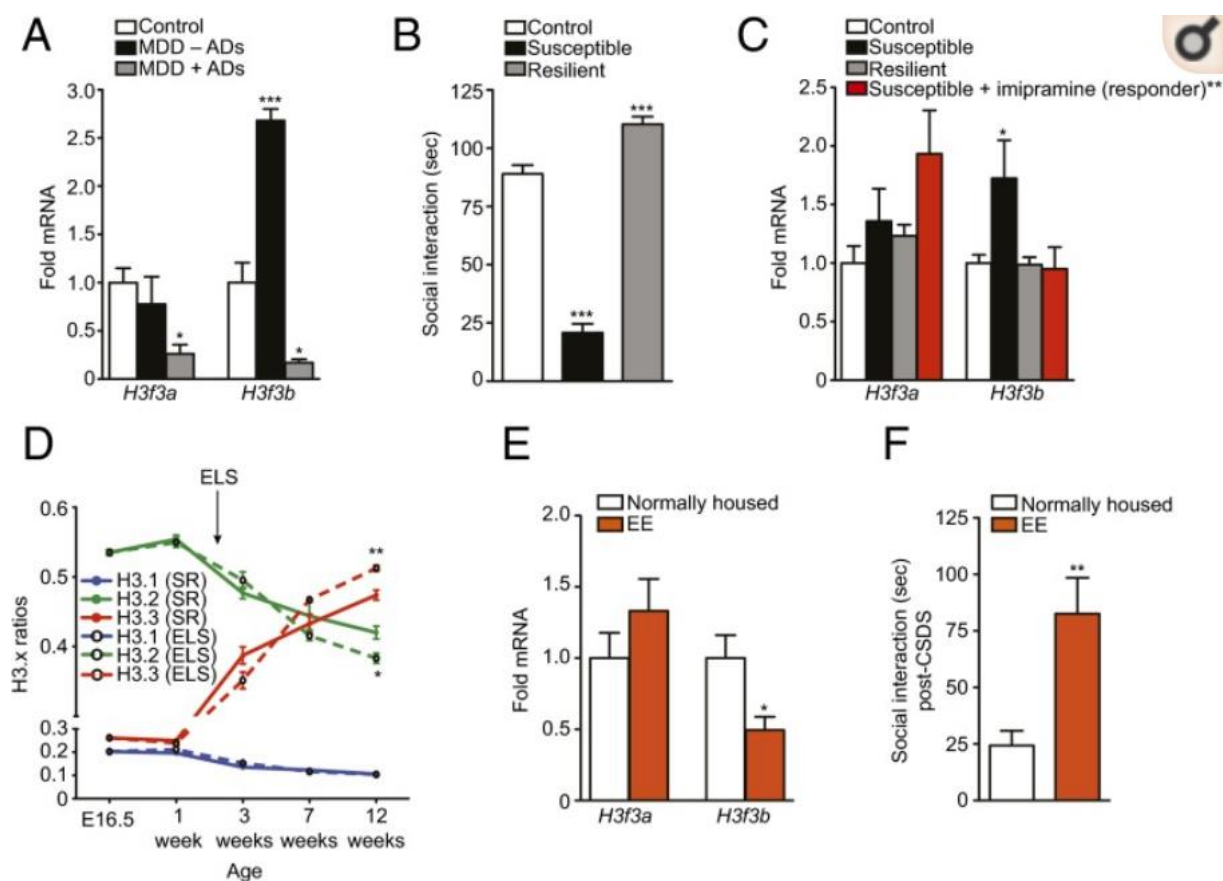 A
Control
MDD – ADs
MDD + ADs
Fold mRNA
3.0
2.5
2.0
1.5
1.0
0.5
0
***
*
*
H3f3a
H3f3b
B
Control
Susceptible
Resilient
Social interaction (sec)
125
100
75
50
25
0
***
***
C
Control
Susceptible
Resilient
Susceptible + imipramine (responder)**
Fold mRNA
2.5
2.0
1.5
1.0
0.5
0
*
H3f3a
H3f3b
D
ELS
H3.x ratios
0.6
0.5
0.4
0.3
0.2
0.1
0
H3.1 (SR)
H3.2 (SR)
H3.3 (SR)
H3.1 (ELS)
H3.2 (ELS)
H3.3 (ELS)
**
*
E16.5 1 3 7 12
week weeks weeks weeks
Age
E
Normally housed
EE
Fold mRNA
2.0
1.5
1.0
0.5
0
*
H3f3a
H3f3b
F
Normally housed
EE
Social interaction (sec)
post-CSDS
125
100
75
50
25
0
**